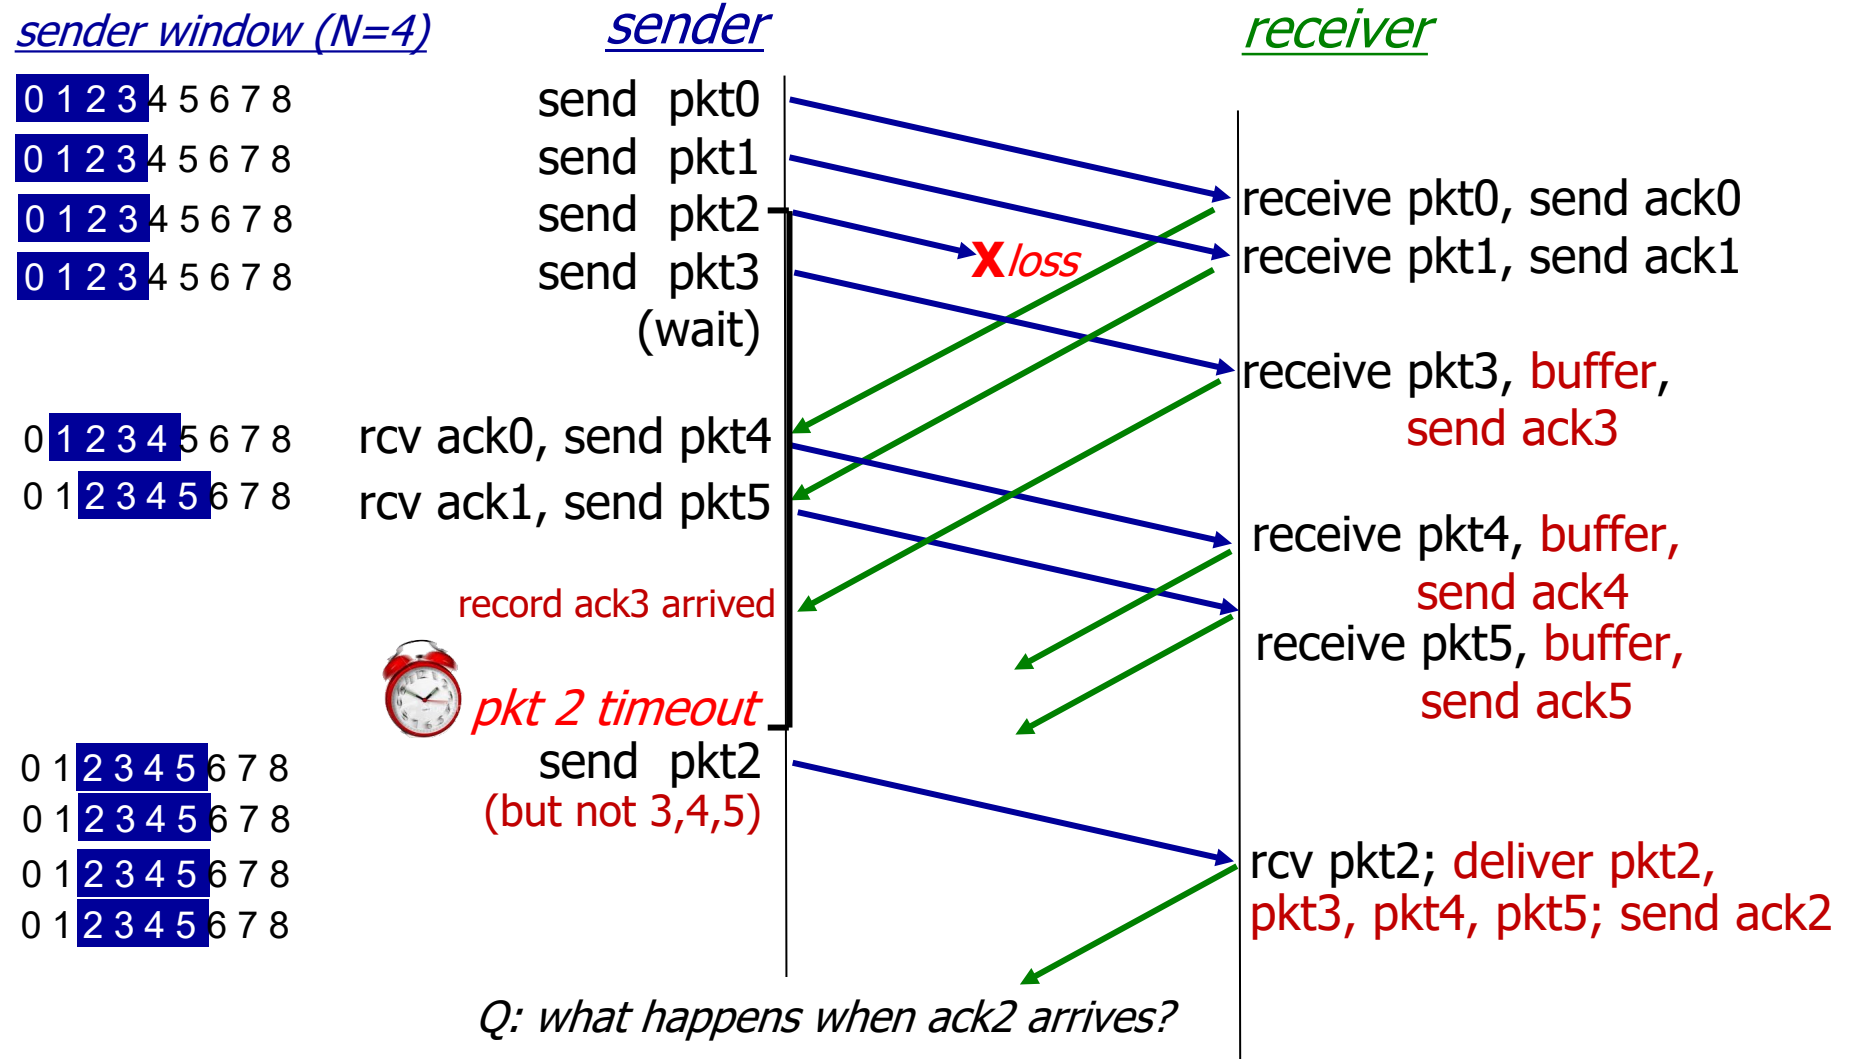 sender window (N=4)
sender
receiver
0 1 2 3 4 5 6 7 8
send pkt0
0 1 2 3 4 5 6 7 8
send pkt1
receive pkt0, send ack0
0 1 2 3 4 5 6 7 8
send pkt2
X loss
receive pkt1, send ack1
0 1 2 3 4 5 6 7 8
send pkt3
(wait)
receive pkt3, buffer,
send ack3
0 1 2 3 4 5 6 7 8
rcv ack0, send pkt4
0 1 2 3 4 5 6 7 8
rcv ack1, send pkt5
receive pkt4, buffer,
send ack4
record ack3 arrived
receive pkt5, buffer,
send ack5
pkt 2 timeout
0 1 2 3 4 5 6 7 8
send pkt2
0 1 2 3 4 5 6 7 8
(but not 3,4,5)
0 1 2 3 4 5 6 7 8
rcv pkt2; deliver pkt2,
0 1 2 3 4 5 6 7 8
pkt3, pkt4, pkt5; send ack2
Q: what happens when ack2 arrives?